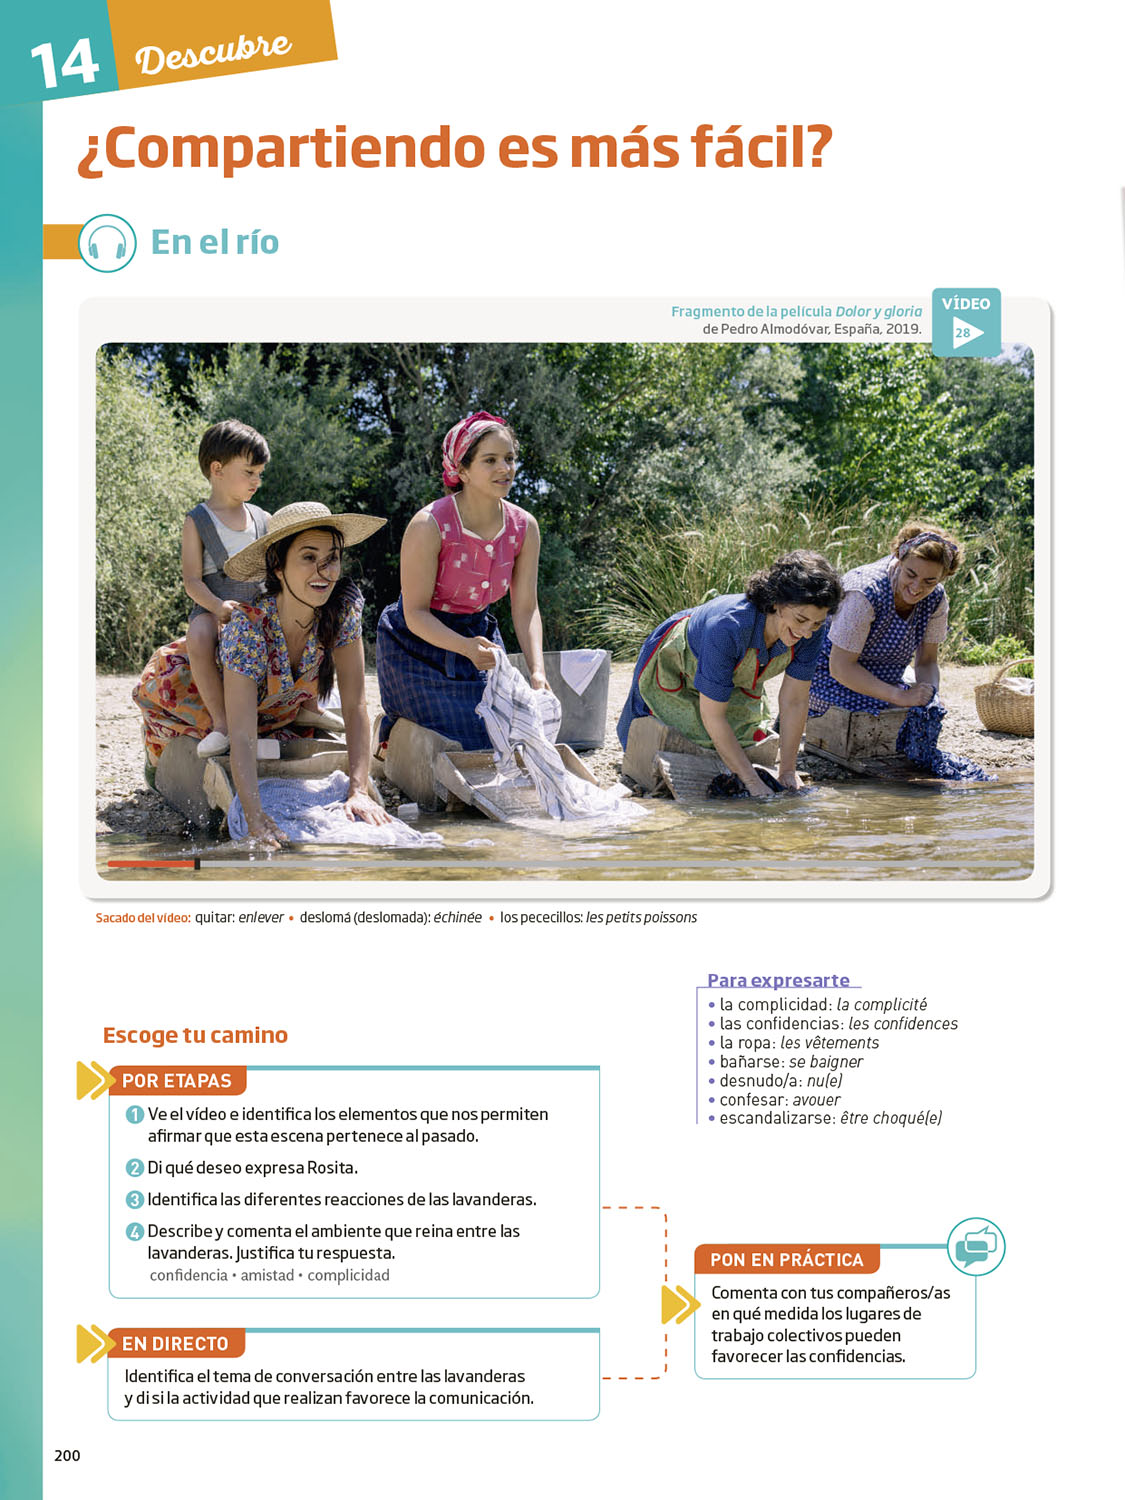 14 Descubre
¿Compartiendo es más fácil?
En el río
Fragmento de la película Dolor y gloria
de Pedro Almodóvar, España, 2019.
VÍDEO
28
Sacado del vídeo: quitar: enlever • deslomá (deslomada): échinée • los pececillos: les petits poissons
Para expresarte
• la complicidad: la complicité
• las confidencias: les confidences
• la ropa: les vêtements
• bañarse: se baigner
• desnudo/a: nu(e)
• confesar: avouer
• escandalizarse: être choqué(e)
Escoge tu camino
POR ETAPAS
1 Ve el vídeo e identifica los elementos que nos permiten
afirmar que esta escena pertenece al pasado.
2 Di qué deseo expresa Rosita.
3 Identifica las diferentes reacciones de las lavanderas.
4 Describe y comenta el ambiente que reina entre las
lavanderas. Justifica tu respuesta.
confidencia • amistad • complicidad
EN DIRECTO
Identifica el tema de conversación entre las lavanderas
y di si la actividad que realizan favorece la comunicación.
PON EN PRÁCTICA
Comenta con tus compañeros/as
en qué medida los lugares de
trabajo colectivos pueden
favorecer las confidencias.
200